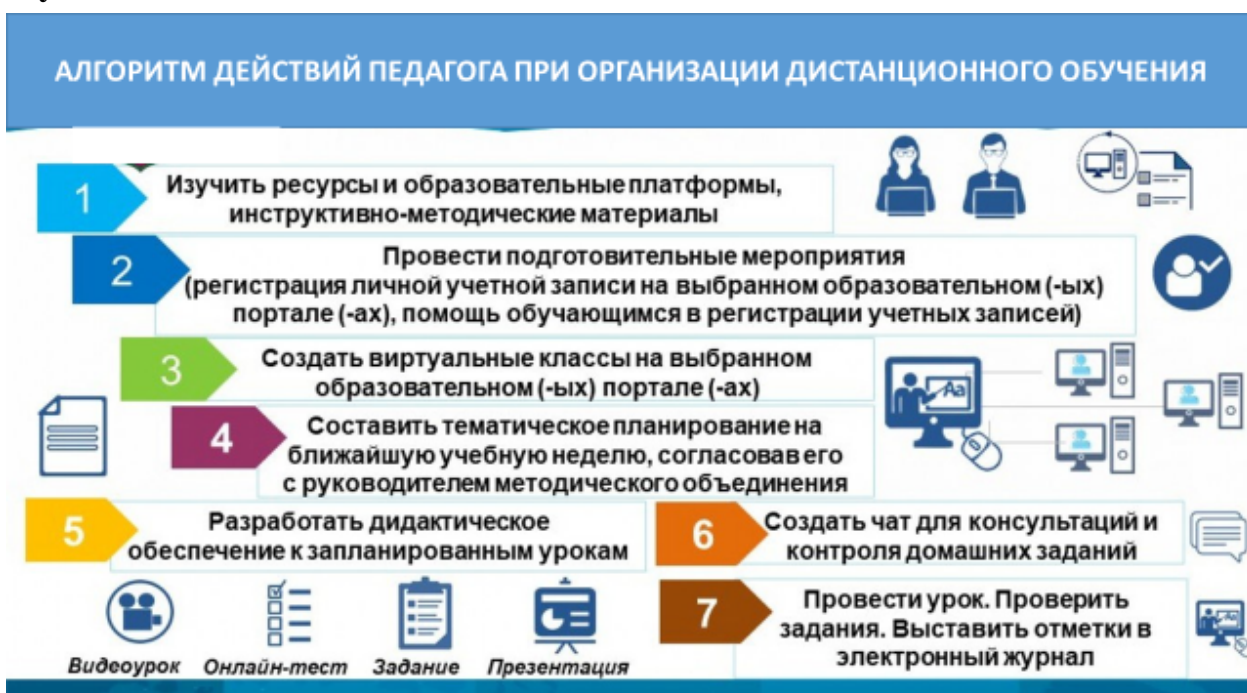 АЛГОРИТМ ДЕЙСТВИЙ ПЕДАГОГА ПРИ ОРГАНИЗАЦИИ ДИСТАНЦИОННОГО ОБУЧЕНИЯ
1
Изучить ресурсы и образовательные платформы,
инструктивно-методические материалы
2
Провести подготовительные мероприятия
(регистрация личной учетной записи на выбранном образовательном (-ых)
портале (-ах), помощь обучающимся в регистрации учетных записей)
3
Создать виртуальные классы на выбранном
образовательном (-ых) портале (-ах)
Aa
4
Составить тематическое планирование на
ближайшую учебную неделю, согласовав его
с руководителем методического объединения
5
Разработать дидактическое
обеспечение к запланированным урокам
6
Создать чат для консультаций и
контроля домашних заданий
7
Провести урок. Проверить
задания. Выставить отметки в
электронный журнал
Видеоурок Онлайн-тест Задание Презентация